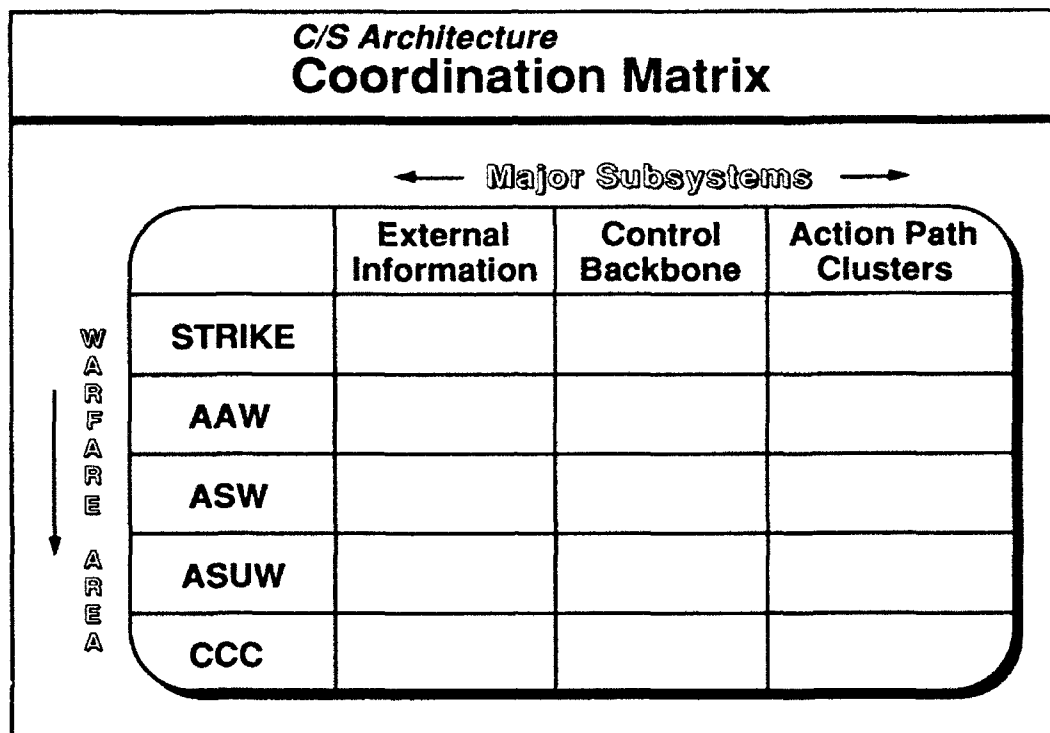 C/S Architecture
Coordination Matrix
Major Subsystems
External Information
Control Backbone
Action Path Clusters
WARFARE AREA
STRIKE
AAW
ASW
ASUW
CCC